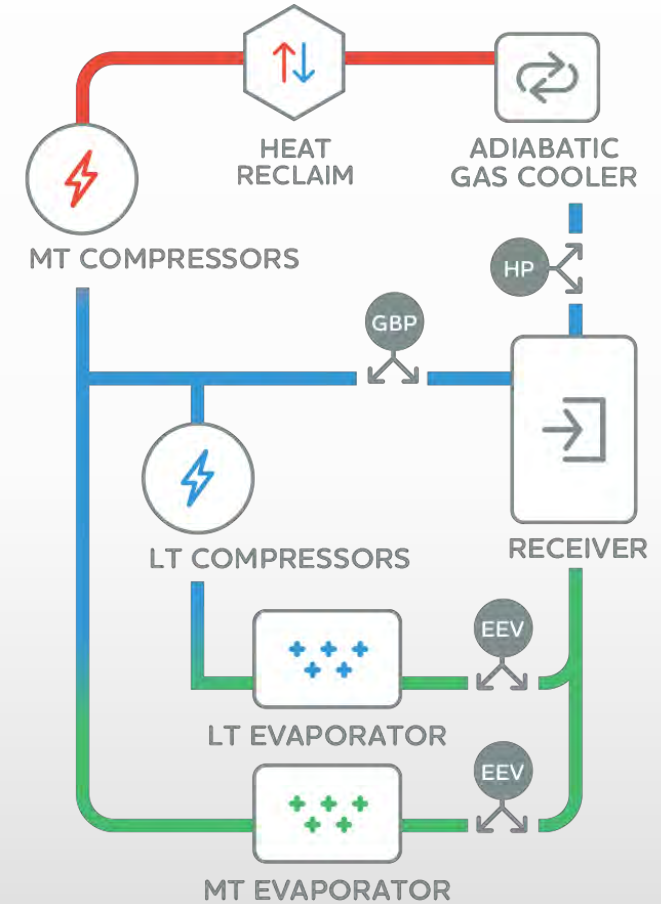 HEAT
RECLAIM
ADIABATIC
GAS COOLER
MT COMPRESSORS
HP
GBP
LT COMPRESSORS
RECEIVER
EEV
LT EVAPORATOR
EEV
MT EVAPORATOR